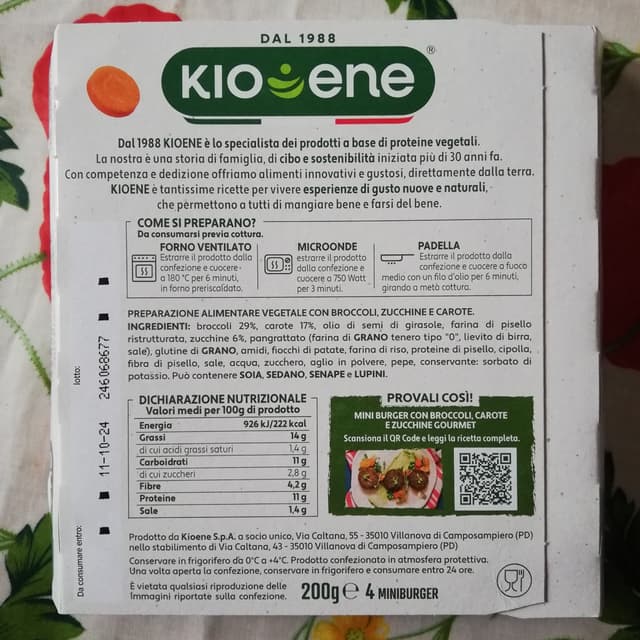 DAL 1988
KIOENE®
Dal 1988 KIOENE è lo specialista dei prodotti a base di proteine vegetali.
La nostra è una storia di famiglia, di cibo e sostenibilità iniziata più di 30 anni fa.
Con competenza e dedizione offriamo alimenti innovativi e gustosi, direttamente dalla terra.
KIOENE è tantissime ricette per vivere esperienze di gusto nuove e naturali,
che permettono a tutti di mangiare bene e farsi del bene.
COME SI PREPARANO?
Da consumarsi previa cottura.
FORNO VENTILATO
Estrarre il prodotto dalla
confezione e cuocere
a 180 °C per 6 minuti,
in forno preriscaldato.
MICROONDE
estrarre il prodotto
dalla confezione e
cuocere a 750 Watt
per 3 minuti.
PADELLA
Estrarre il prodotto dalla
confezione e cuocere a fuoco
medio con un filo d'olio per 6 minuti,
girando a metà cottura.
PREPARAZIONE ALIMENTARE VEGETALE CON BROCCOLI, ZUCCHINE E CAROTE.
INGREDIENTI: broccoli 29%, carote 17%, olio di semi di girasole, farina di pisello
ristrutturata, zucchine 6%, pangrattato (farina di GRANO tenero tipo "0", lievito di birra,
sale), glutine di GRANO, amidi, fiocchi di patate, farina di riso, proteine di pisello, cipolla,
fibra di pisello, sale, acqua, zucchero, aglio in polvere, pepe, conservante: sorbato di
potassio. Può contenere SOIA, SEDANO, SENAPE e LUPINI.
DICHIARAZIONE NUTRIZIONALE
Valori medi per 100g di prodotto
Energia 926 kJ/222 kcal
Grassi 14 g
di cui acidi grassi saturi 1,4 g
Carboidrati 11 g
di cui zuccheri 2,8 g
Fibre 4,2 g
Proteine 11 g
Sale 1,4 g
PROVALI COSÌ!
MINI BURGER CON BROCCOLI, CAROTE
E ZUCCHINE GOURMET
Scansiona il QR Code e leggi la ricetta completa.
Prodotto da Kioene S.p.A. a socio unico, Via Caltana, 55 - 35010 Villanova di Camposampiero (PD)
nello stabilimento di Via Caltana, 43 - 35010 Villanova di Camposampiero (PD)
Conservare in frigorifero da 0°C a +4°C. Prodotto confezionato in atmosfera protettiva.
Una volta aperta la confezione, conservare in frigorifero e consumare entro 24 ore.
È vietata qualsiasi riproduzione delle
immagini riportate sulla confezione.
200g e 4 MINIBURGER
lotto:
246068677
Da consumare entro:
11-10-24